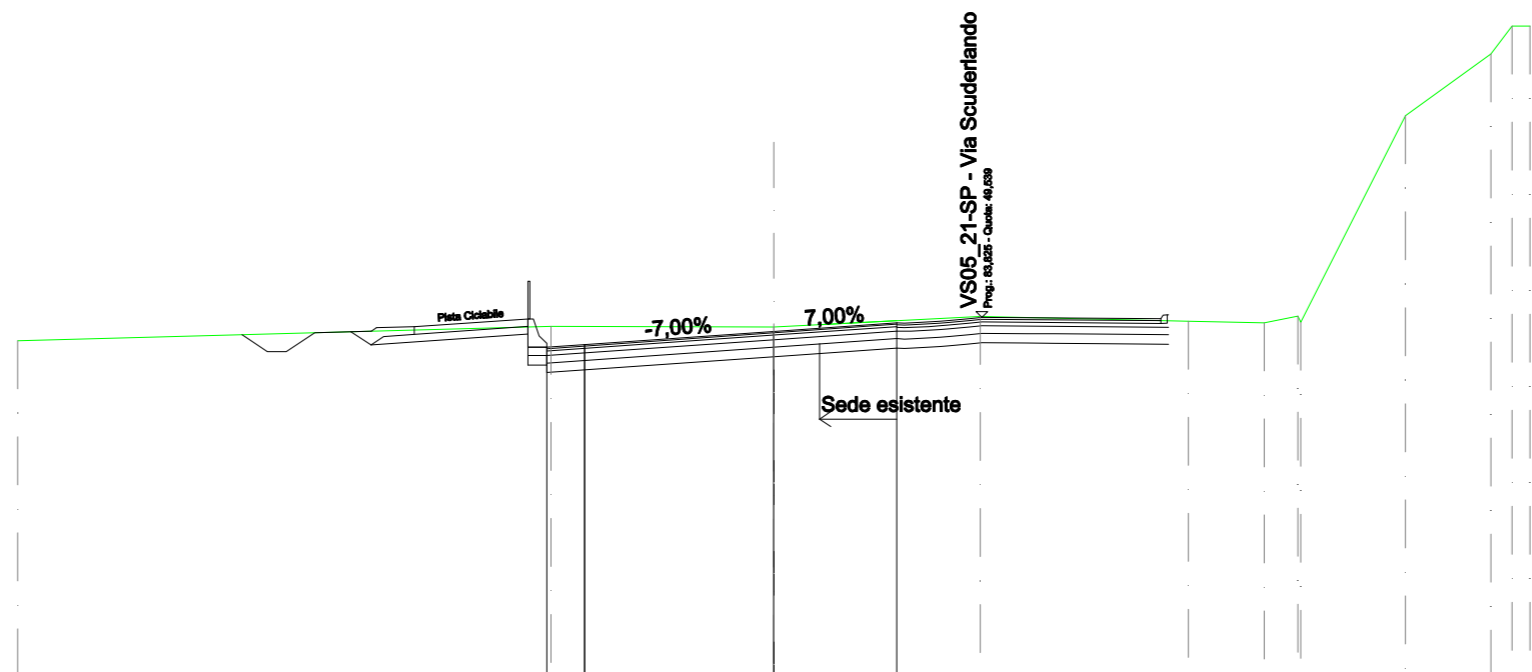 VS05_21-SP - Via Scuderlando
Prog.: 83,825 - Quota: 49,539
Pista Ciclabile
-7,00%
7,00%
Sede esistente